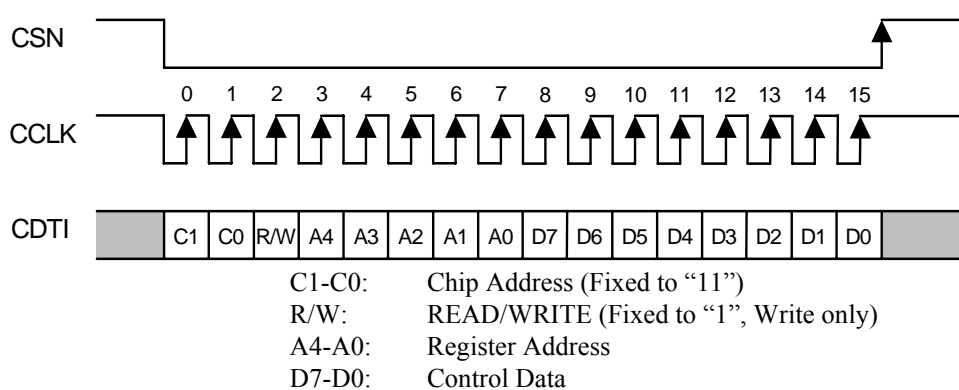 CSN
0 1 2 3 4 5 6 7 8 9 10 11 12 13 14 15
CCLK
CDTI C1 C0 R/W A4 A3 A2 A1 A0 D7 D6 D5 D4 D3 D2 D1 D0
C1-C0: Chip Address (Fixed to “11”)
R/W: READ/WRITE (Fixed to “1”, Write only)
A4-A0: Register Address
D7-D0: Control Data